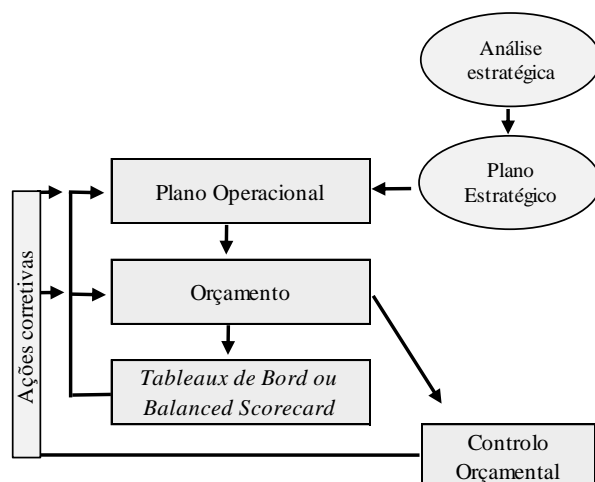 Análise
estratégica
Plano
Estratégico
Plano Operacional
Orçamento
Tableaux de Bord ou
Balanced Scorecard
Ações corretivas
Controlo
Orçamental